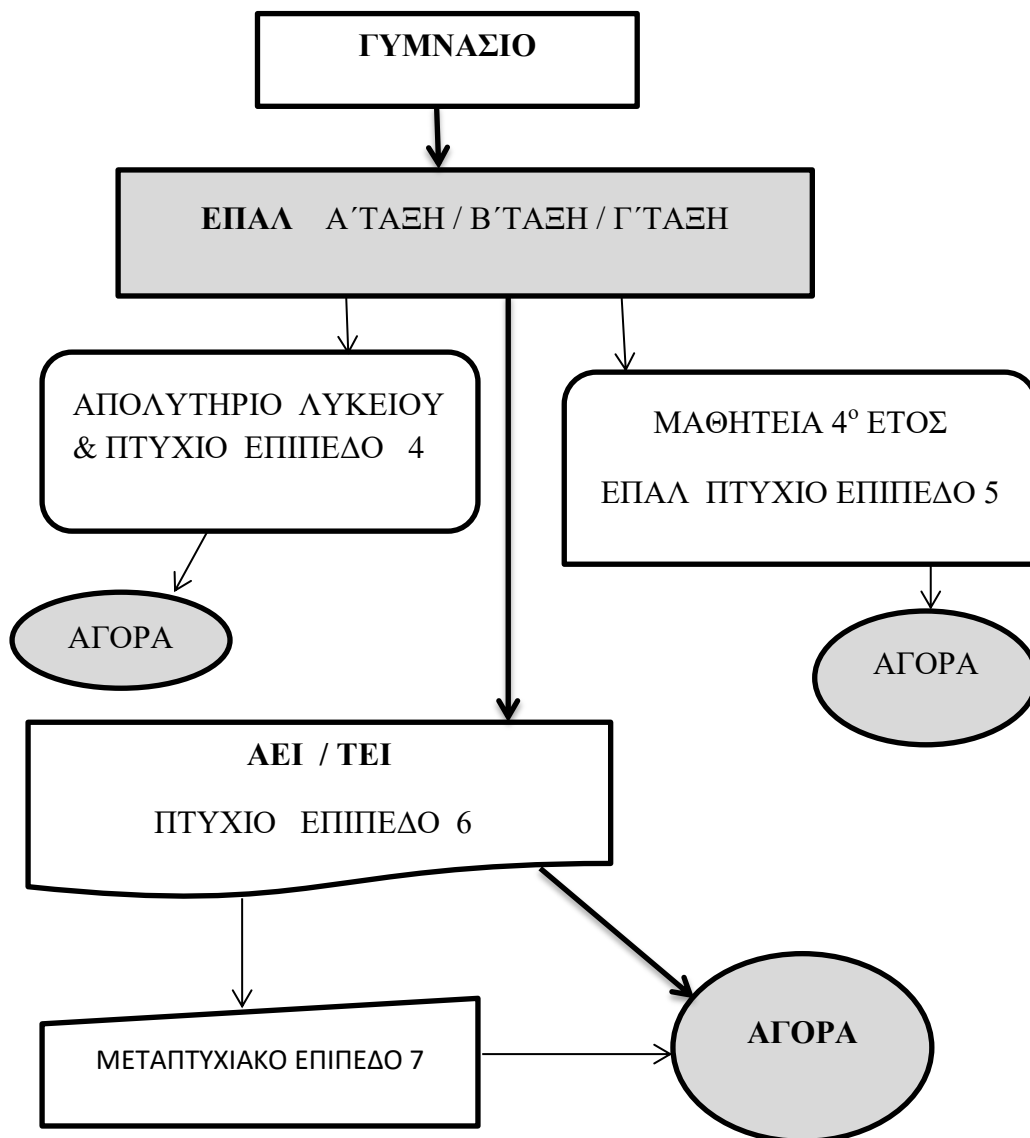 ΓΥΜΝΑΣΙΟ
ΕΠΑΛ Α΄ΤΑΞΗ / Β΄ΤΑΞΗ / Γ΄ΤΑΞΗ
ΑΠΟΛΥΤΗΡΙΟ ΛΥΚΕΙΟΥ
& ΠΤΥΧΙΟ ΕΠΙΠΕΔΟ 4
ΜΑΘΗΤΕΙΑ 4ο ΕΤΟΣ
ΕΠΑΛ ΠΤΥΧΙΟ ΕΠΙΠΕΔΟ 5
ΑΓΟΡΑ
ΑΓΟΡΑ
ΑΕΙ / ΤΕΙ
ΠΤΥΧΙΟ ΕΠΙΠΕΔΟ 6
ΑΓΟΡΑ
ΜΕΤΑΠΤΥΧΙΑΚΟ ΕΠΙΠΕΔΟ 7